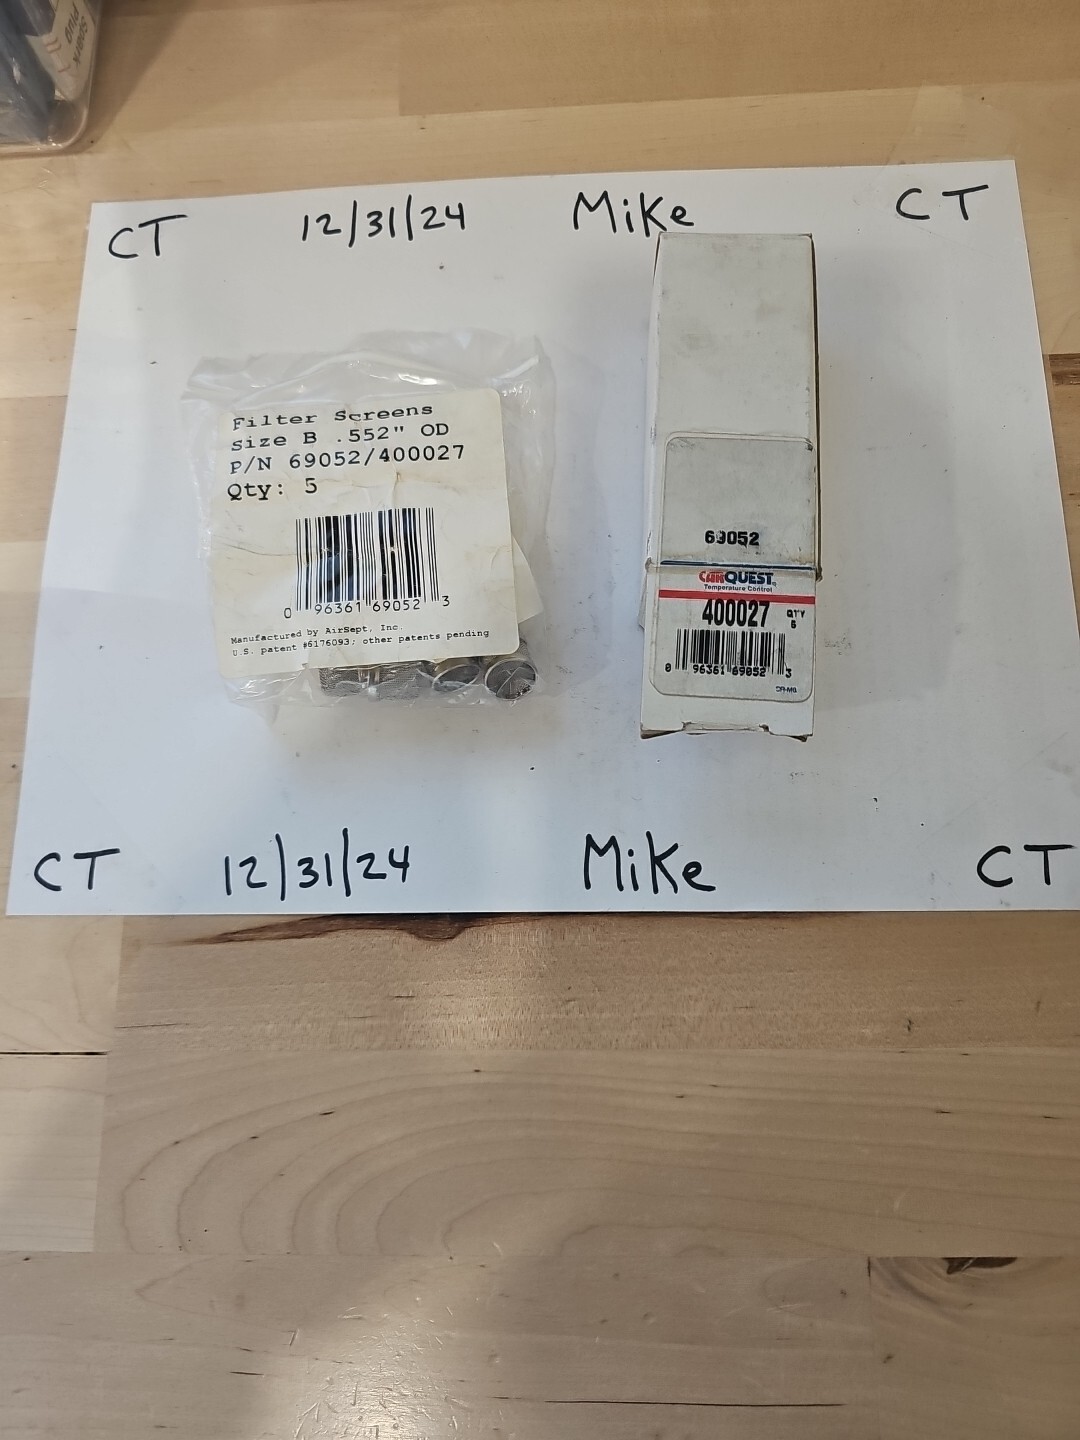 SPARK
PLUG
CT 12/31/24 Mike CT
Filter Screens
Size B .552" OD
P/N 69052/400027
Qty: 5
0 96361 69052 3
Manufactured by AirSept, Inc.
U.S. patent #6176093; other patents pending
69052
CARQUEST
Temperature Control
400027
QTY
0 96361 69052 3
CT 12/31/24 Mike CT